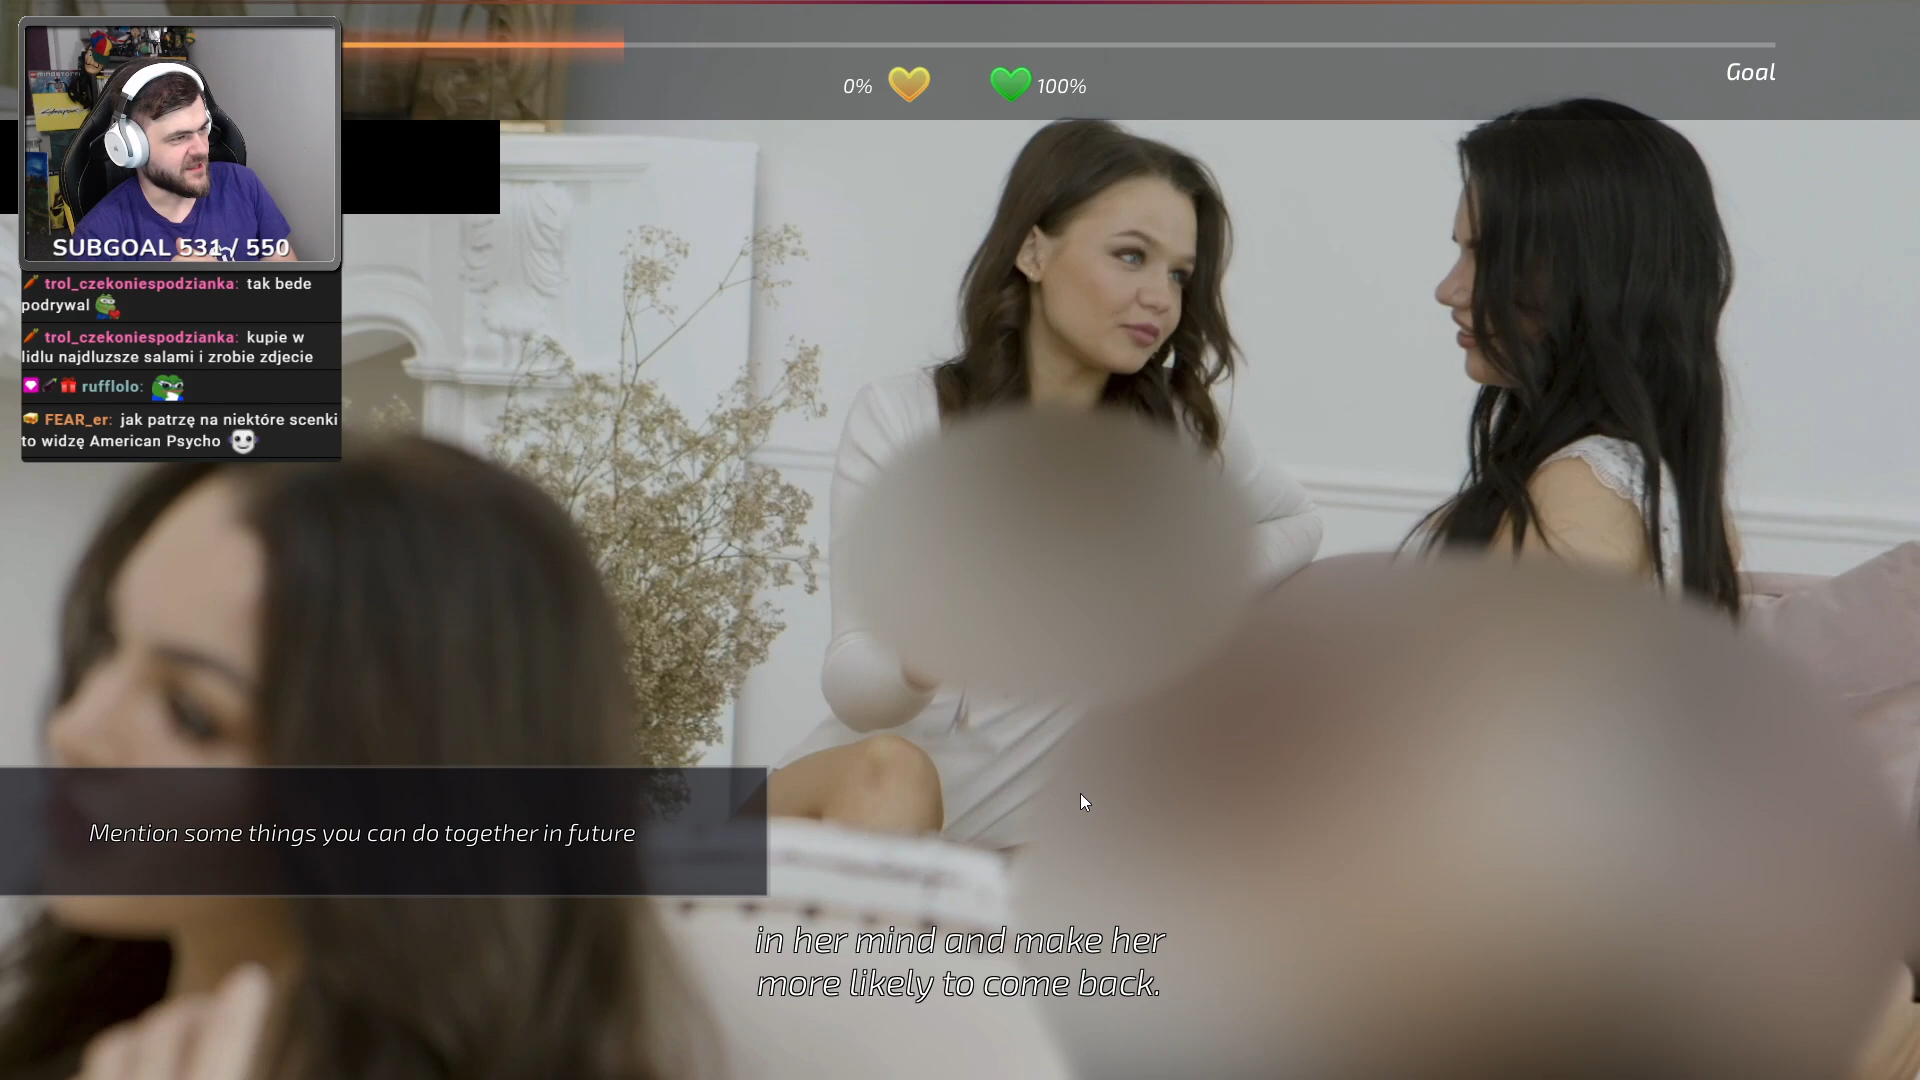 Goal
0%
100%
SUBGOAL 531 / 550
trol_czekoniespodzianka: tak bede
podrywal
trol_czekoniespodzianka: kupie w
lidlu najdluzsze salami i zrobie zdjecie
rufflolo:
FEAR_er: jak patrzę na niektóre scenki
to widzę American Psycho
Mention some things you can do together in future
in her mind and make her
more likely to come back.